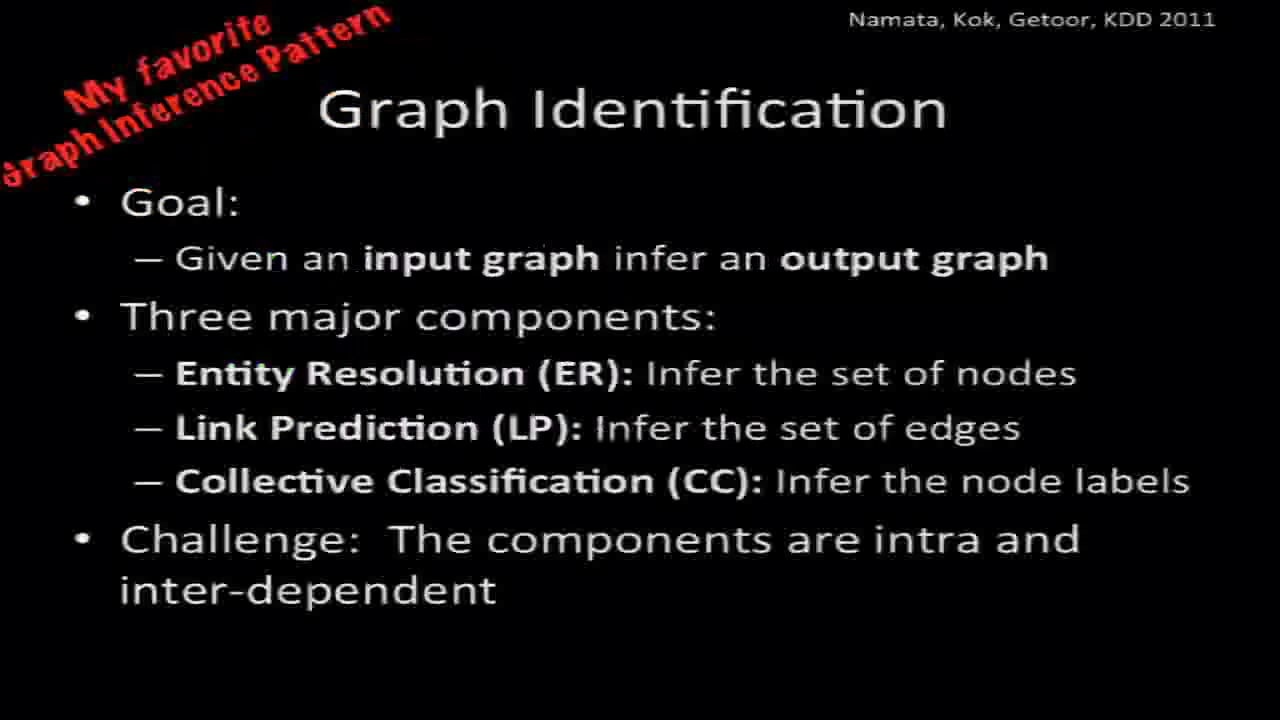 Namata, Kok, Getoor, KDD 2011
My favorite
Graph Inference Pattern
Graph Identification
• Goal:
– Given an input graph infer an output graph
• Three major components:
– Entity Resolution (ER): Infer the set of nodes
– Link Prediction (LP): Infer the set of edges
– Collective Classification (CC): Infer the node labels
• Challenge: The components are intra and
inter-dependent